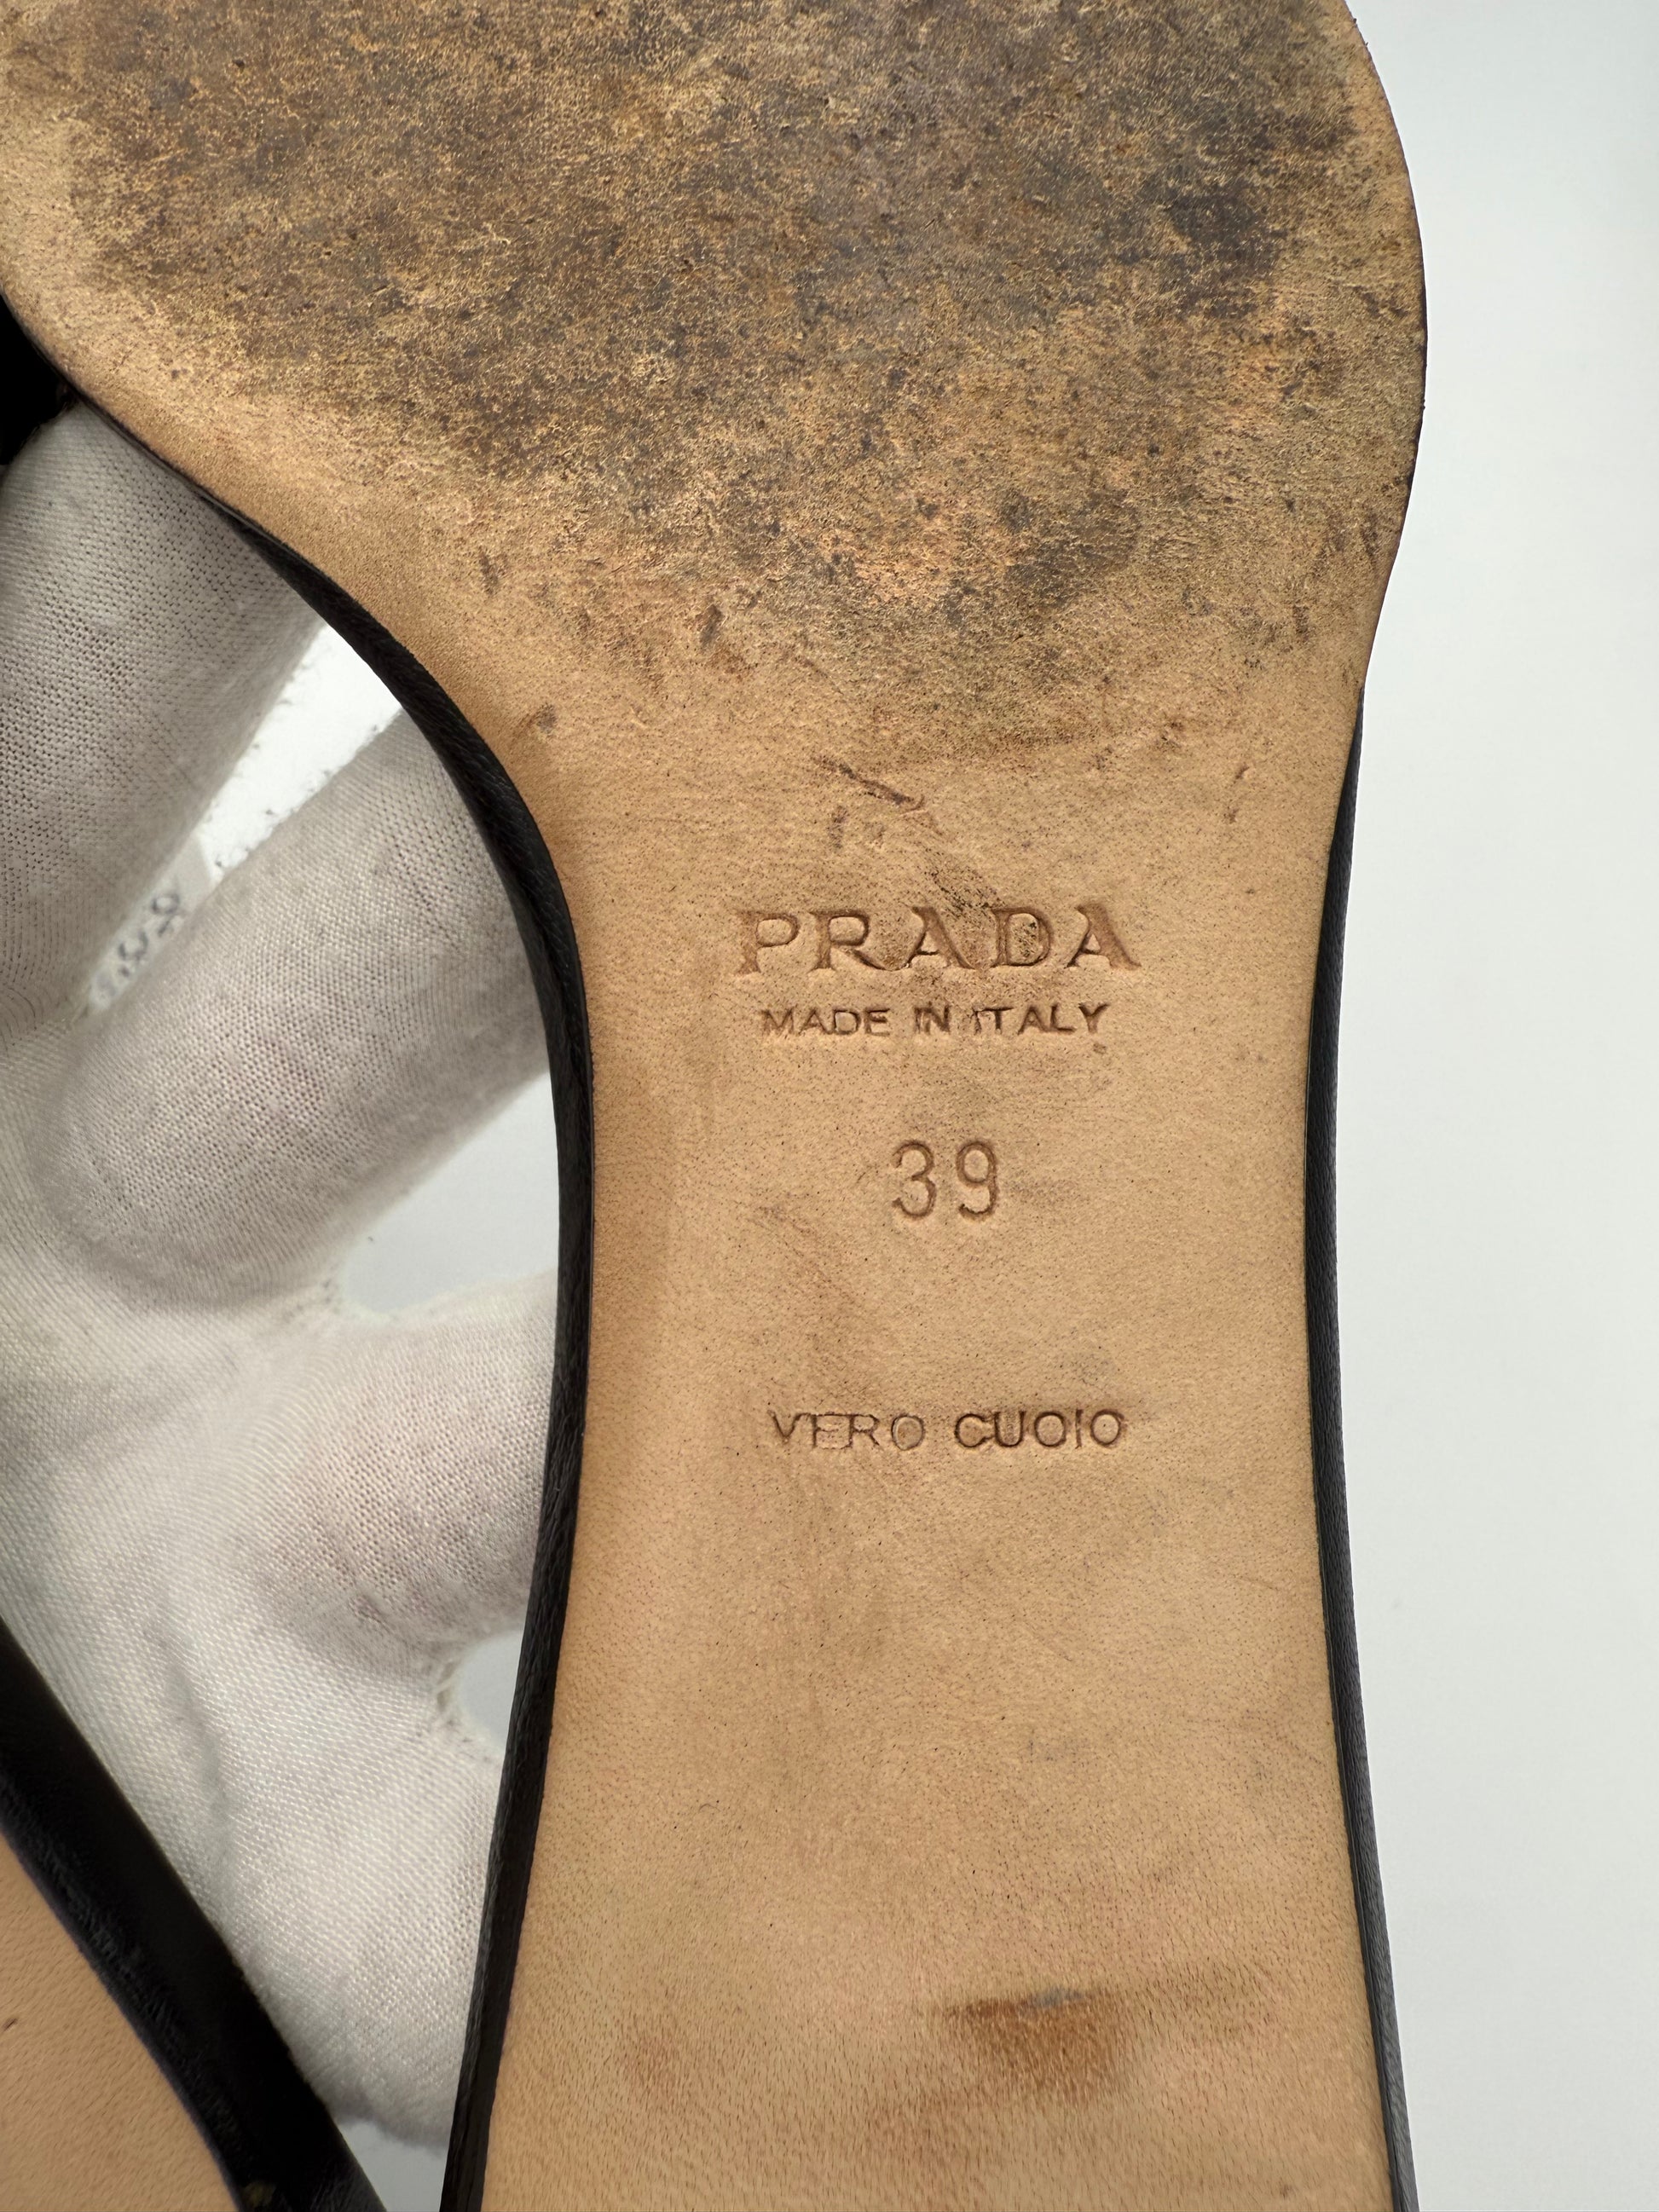 PRADA
MADE IN ITALY
39
VERO CUOIO